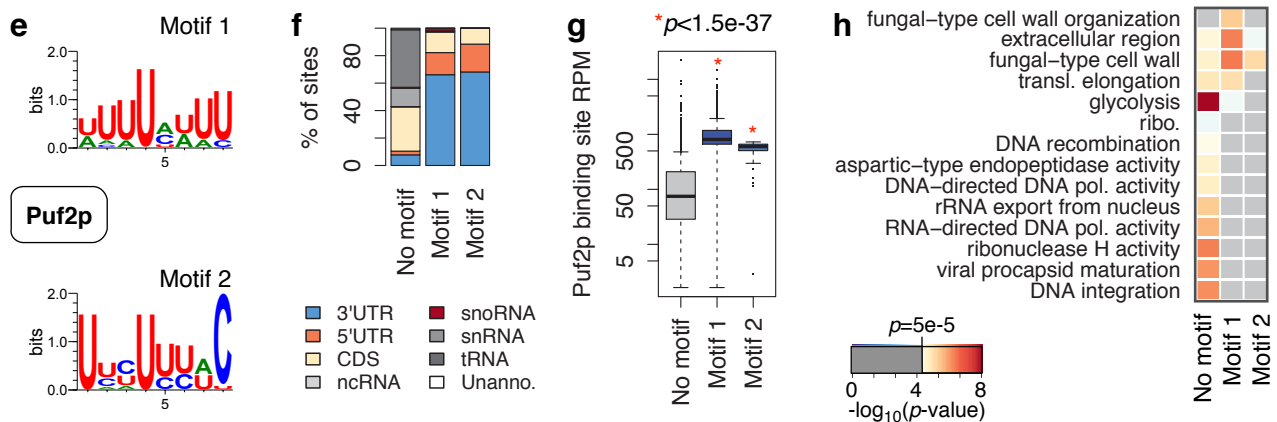 e
Motif 1
2.0
1.0
0.0
bits
5
Puf2p
Motif 2
2.0
1.0
0.0
bits
5
f
% of sites
80
40
0
No motif
Motif 1
Motif 2
3'UTR
5'UTR
CDS
ncRNA
snoRNA
snRNA
tRNA
Unanno.
g
*p<1.5e-37
Puf2p binding site RPM
500
50
5
*
*
No motif
Motif 1
Motif 2
h
fungal-type cell wall organization
extracellular region
fungal-type cell wall
transl. elongation
glycolysis
ribo.
DNA recombination
aspartic-type endopeptidase activity
DNA-directed DNA pol. activity
rRNA export from nucleus
RNA-directed DNA pol. activity
ribonuclease H activity
viral procapsid maturation
DNA integration
No motif
Motif 1
Motif 2
p=5e-5
0 4 8
-log10(p-value)